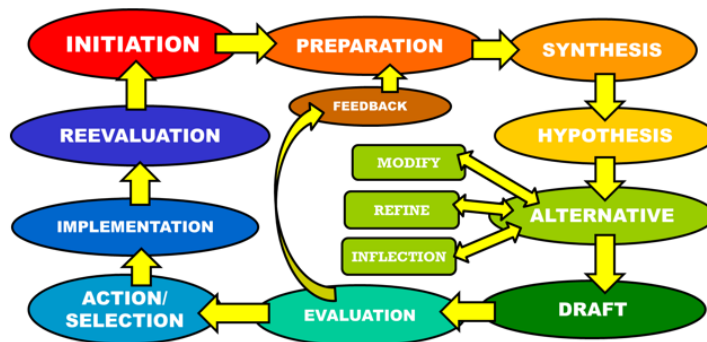 INITIATION
PREPARATION
SYNTHESIS
FEEDBACK
REEVALUATION
HYPOTHESIS
MODIFY
REFINE
ALTERNATIVE
IMPLEMENTATION
INFLECTION
ACTION/
SELECTION
EVALUATION
DRAFT